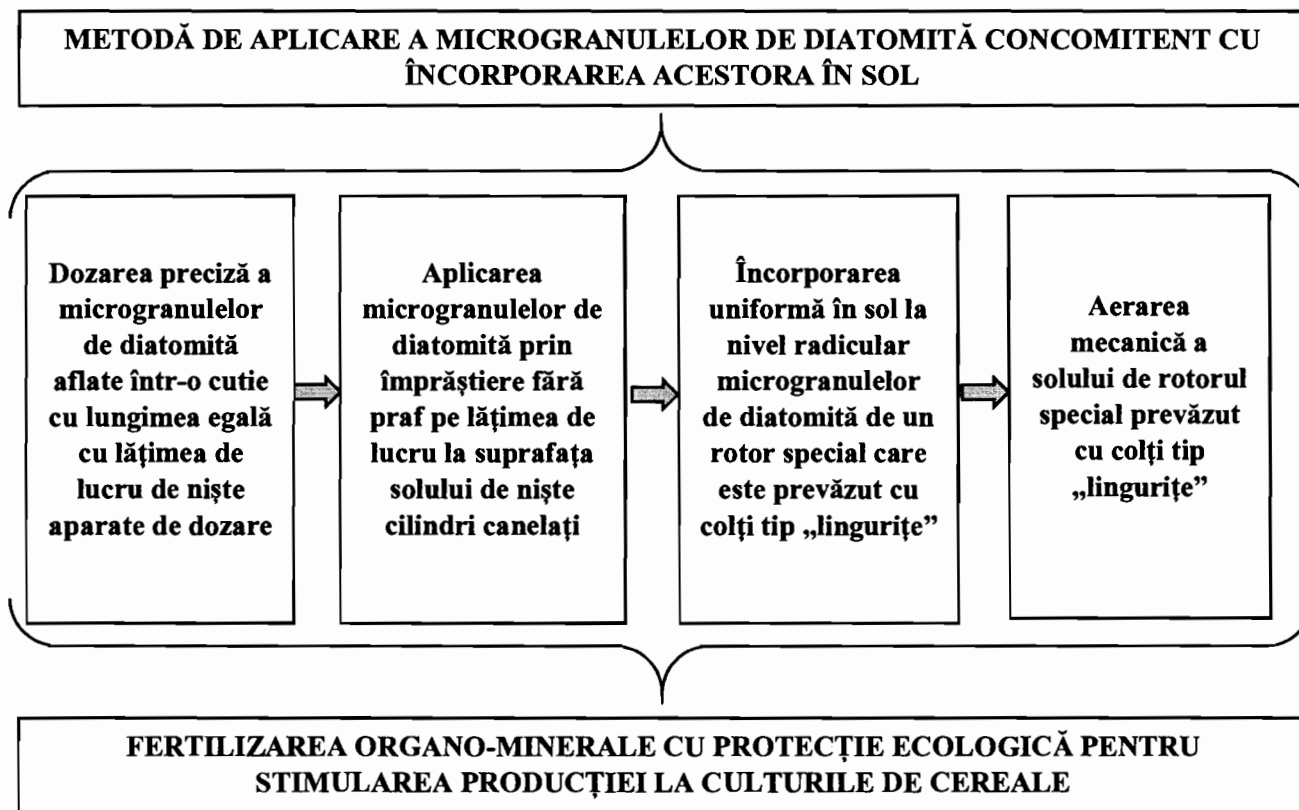 METODĂ DE APLICARE A MICROGRANULELOR DE DIATOMITĂ CONCOMITENT CU
ÎNCORPORAREA ACESTORA ÎN SOL
Dozarea preciză a
microgranulelor
de diatomită
aflate într-o cutie
cu lungimea egală
cu lățimea de
lucru de niște
aparate de dozare
Aplicarea
microgranulelor de
diatomită prin
împrăștiere fără
praf pe lățimea de
lucru la suprafața
solului de niște
cilindri canelați
Încorporarea
uniformă în sol la
nivel radicular
microgranulelor
de diatomită de un
rotor special care
este prevăzut cu
colți tip „lingurițe”
Aerarea
mecanică a
solului de rotorul
special prevăzut
cu colți tip
„lingurițe”
FERTILIZAREA ORGANO-MINERALE CU PROTECȚIE ECOLOGICĂ PENTRU
STIMULAREA PRODUCȚIEI LA CULTURILE DE CEREALE